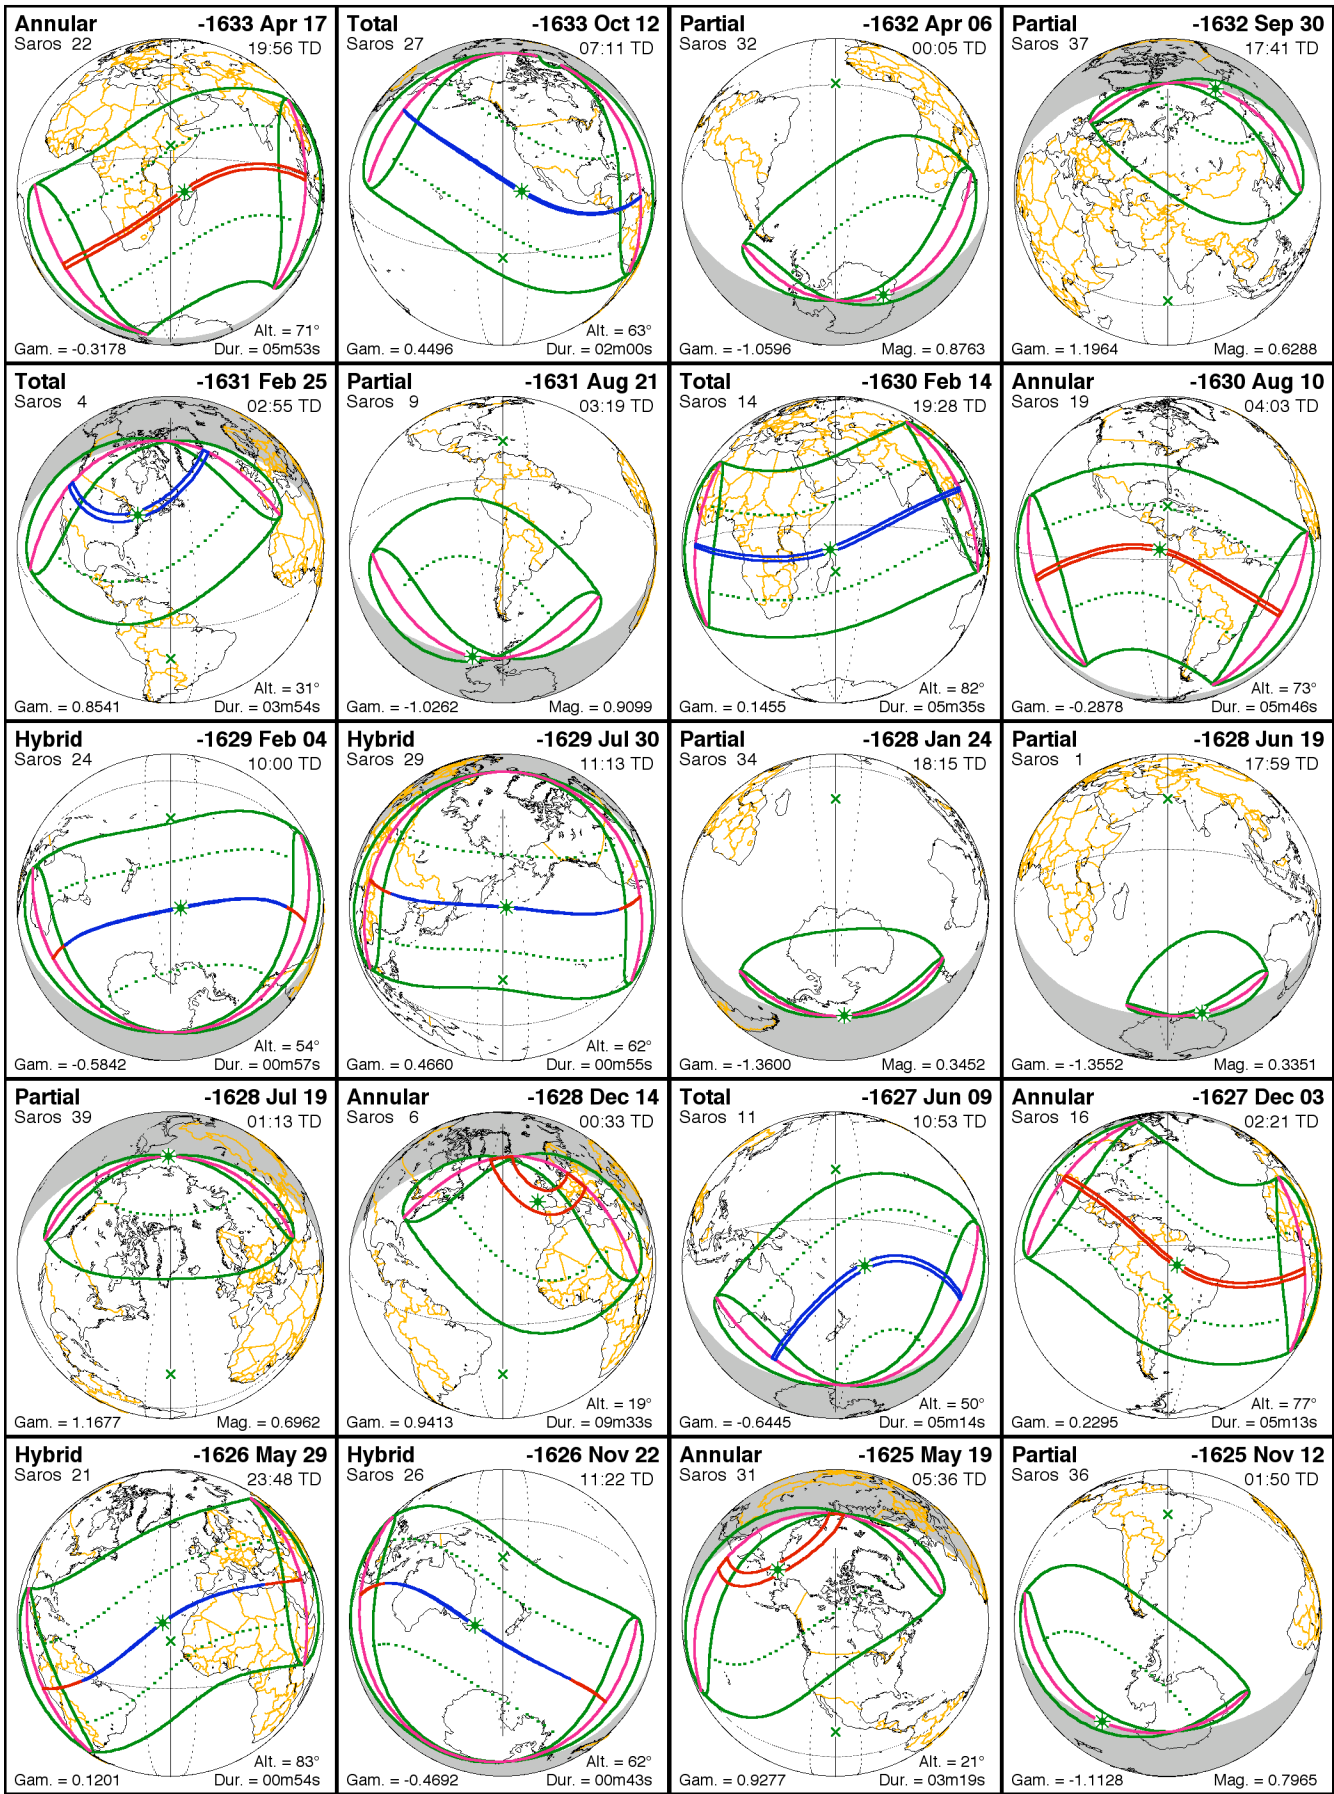 Annular -1633 Apr 17
Saros 22 19:56 TD
Alt. = 71°
Gam. = -0.3178 Dur. = 05m53s
Total -1633 Oct 12
Saros 27 07:11 TD
Alt. = 63°
Gam. = 0.4496 Dur. = 02m00s
Partial -1632 Apr 06
Saros 32 00:05 TD
Gam. = -1.0596 Mag. = 0.8763
Partial -1632 Sep 30
Saros 37 17:41 TD
Gam. = 1.1964 Mag. = 0.6288
Total -1631 Feb 25
Saros 4 02:55 TD
Alt. = 31°
Gam. = 0.8541 Dur. = 03m54s
Partial -1631 Aug 21
Saros 9 03:19 TD
Gam. = -1.0262 Mag. = 0.9099
Total -1630 Feb 14
Saros 14 19:28 TD
Alt. = 82°
Gam. = 0.1455 Dur. = 05m35s
Annular -1630 Aug 10
Saros 19 04:03 TD
Alt. = 73°
Gam. = -0.2878 Dur. = 05m46s
Hybrid -1629 Feb 04
Saros 24 10:00 TD
Alt. = 54°
Gam. = -0.5842 Dur. = 00m57s
Hybrid -1629 Jul 30
Saros 29 11:13 TD
Alt. = 62°
Gam. = 0.4660 Dur. = 00m55s
Partial -1628 Jan 24
Saros 34 18:15 TD
Gam. = -1.3600 Mag. = 0.3452
Partial -1628 Jun 19
Saros 1 17:59 TD
Gam. = -1.3552 Mag. = 0.3351
Partial -1628 Jul 19
Saros 39 01:13 TD
Gam. = 1.1677 Mag. = 0.6962
Annular -1628 Dec 14
Saros 6 00:33 TD
Alt. = 19°
Gam. = 0.9413 Dur. = 09m33s
Total -1627 Jun 09
Saros 11 10:53 TD
Alt. = 50°
Gam. = -0.6445 Dur. = 05m14s
Annular -1627 Dec 03
Saros 16 02:21 TD
Alt. = 77°
Gam. = 0.2295 Dur. = 05m13s
Hybrid -1626 May 29
Saros 21 23:48 TD
Alt. = 83°
Gam. = 0.1201 Dur. = 00m54s
Hybrid -1626 Nov 22
Saros 26 11:22 TD
Alt. = 62°
Gam. = -0.4692 Dur. = 00m43s
Annular -1625 May 19
Saros 31 05:36 TD
Alt. = 21°
Gam. = 0.9277 Dur. = 03m19s
Partial -1625 Nov 12
Saros 36 01:50 TD
Gam. = -1.1128 Mag. = 0.7965